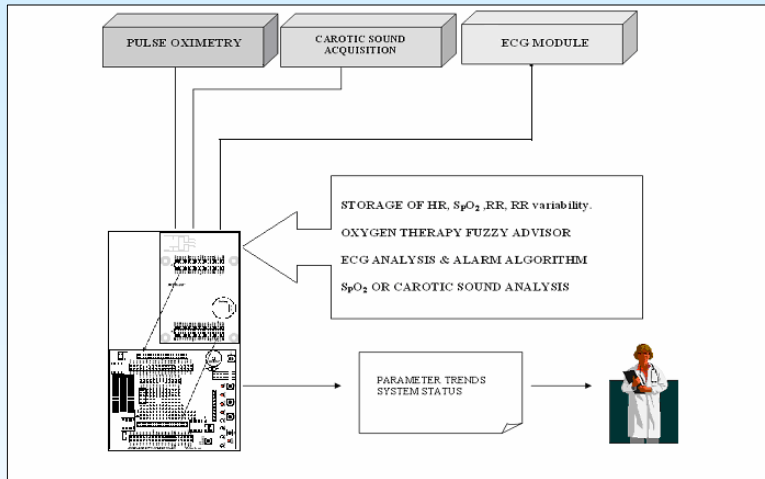 PULSE OXIMETRY
CAROTIC SOUND
ACQUISITION
ECG MODULE
STORAGE OF HR, SpO2 ,RR, RR variability.
OXYGEN THERAPY FUZZY ADVISOR
ECG ANALYSIS & ALARM ALGORITHM
SpO2 OR CAROTIC SOUND ANALYSIS
PARAMETER TRENDS
SYSTEM STATUS